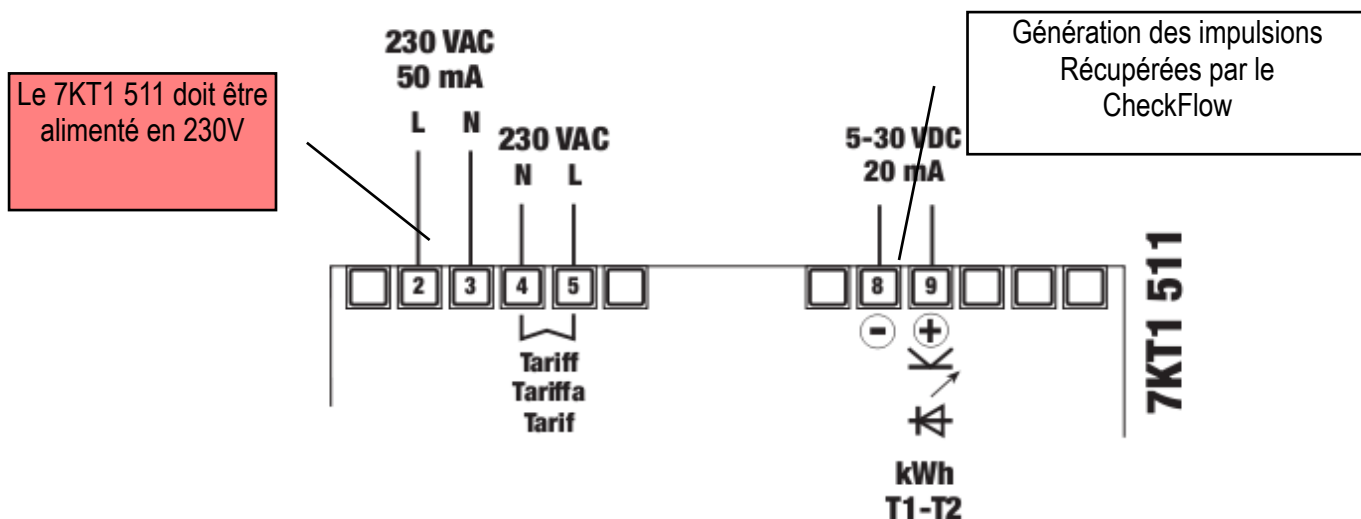 230 VAC
50 mA
Le 7KT1 511 doit être
alimenté en 230V
L N
230 VAC
N L
Génération des impulsions
Récupérées par le
CheckFlow
5-30 VDC
20 mA
2 3 4 5 8 9
- +
Tariff
Tariffa
Tarif
kWh
T1-T2
7KT1 511